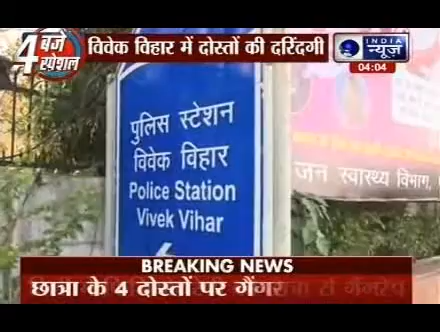 4 बजे
स्पेशल
विवेक विहार में दोस्तों की दरिंदगी
INDIA
न्यूज़
04:04
पुलिस स्टेशन
विवेक विहार
Police Station
Vivek Vihar
जन स्वास्थ्य विभाग,
BREAKING NEWS
छात्रा के 4 दोस्तों पर गैंगर